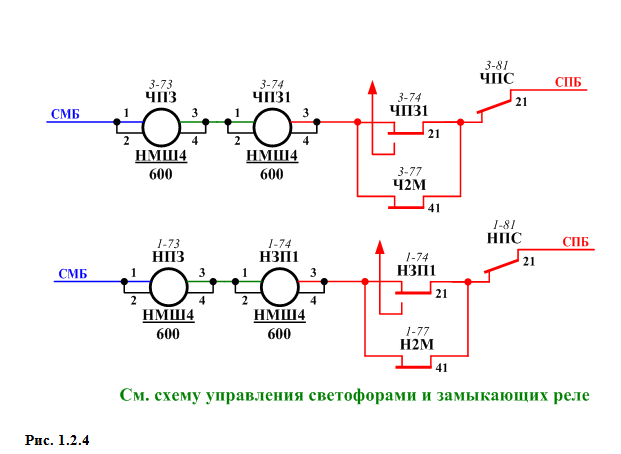 3-73
ЧПЗ
3-74
ЧПЗ1
3-81
ЧПС
СПБ
СМБ
1
3
1
3
3-74
ЧПЗ1
21
2
4
2
4
21
НМШ4
600
НМШ4
600
3-77
Ч2М
41
1-73
НПЗ
1-74
НЗП1
1-81
НПС
СПБ
СМБ
1
3
1
3
1-74
НЗП1
21
2
4
2
4
21
НМШ4
600
НМШ4
600
1-77
Н2М
41
См. схему управления светофорами и замыкающих реле
Рис. 1.2.4